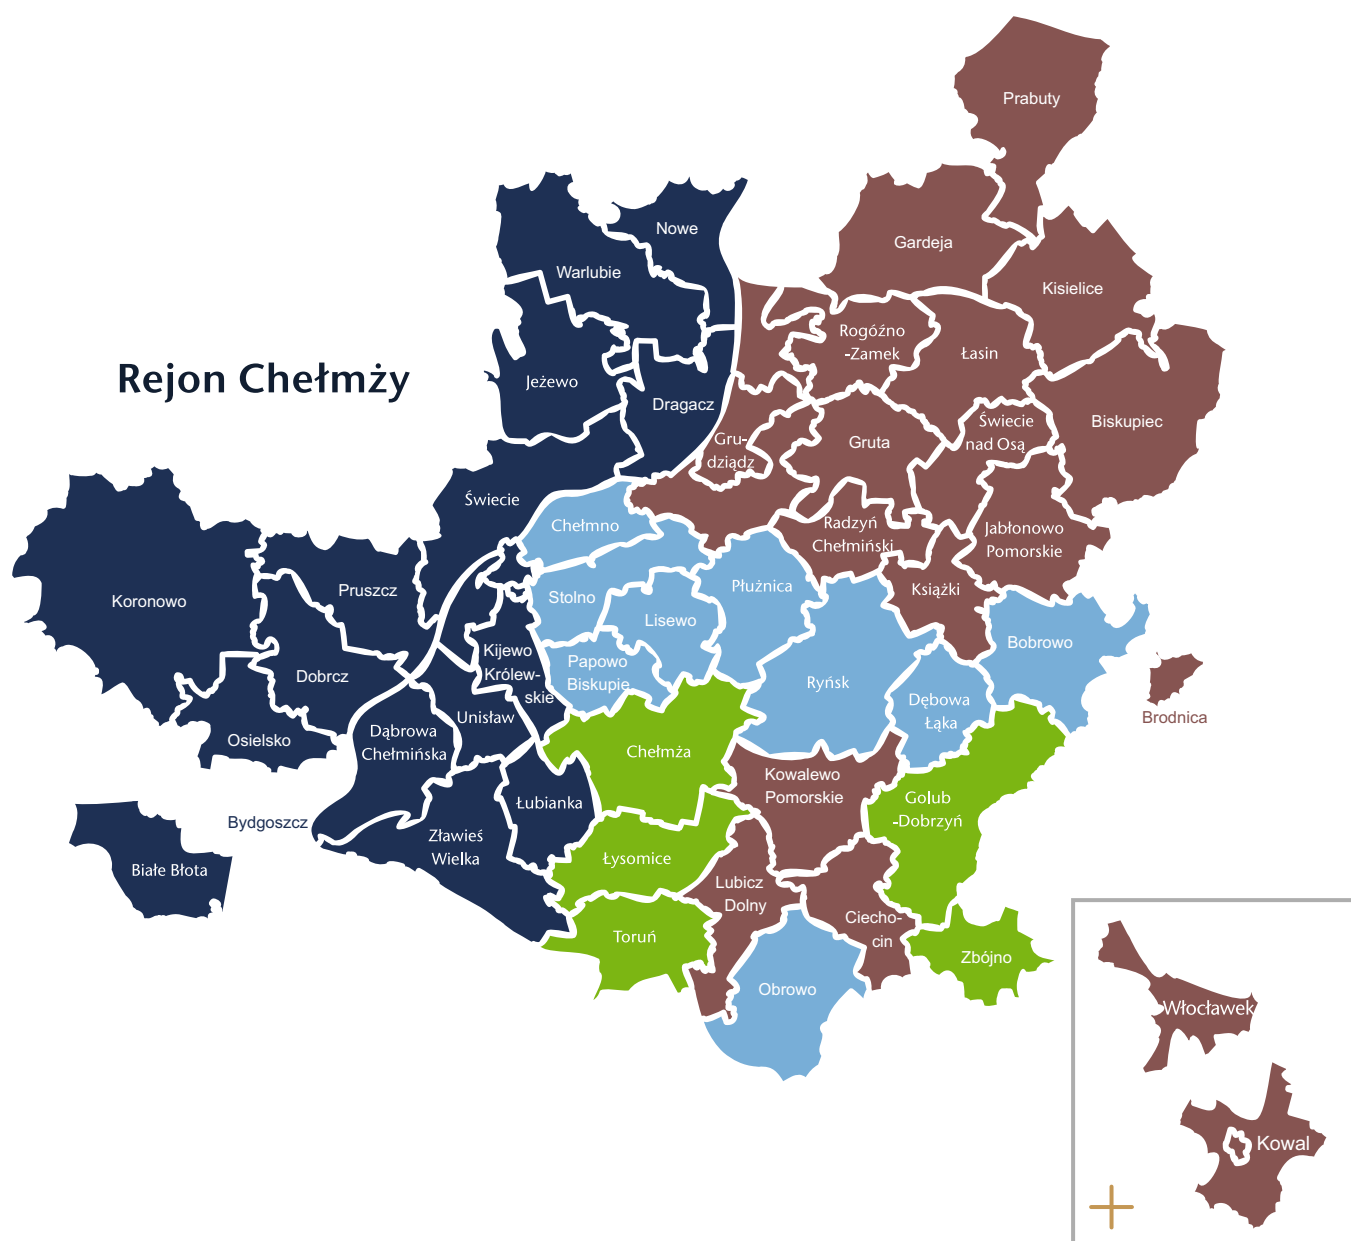 Prabuty
Nowe
Gardeja
Warlubie
Kisielice
Rogóźno
-Zamek
Łasin
Rejon Chełmży
Jeżewo
Dragacz
Biskupiec
Świecie
nad Osą
Gru-
dziądz
Gruta
Świecie
Chełmno
Radzyń
Chełmiński
Jabłonowo
Pomorskie
Koronowo
Pruszcz
Stolno
Lisewo
Płużnica
Książki
Bobrowo
Dobrcz
Kijewo
Królew-
skie
Papowo
Biskupie
Ryńsk
Dębowa
Łąka
Brodnica
Osielsko
Dąbrowa
Chełmińska
Unisław
Chełmża
Kowalewo
Pomorskie
Golub
-Dobrzyń
Bydgoszcz
Łubianka
Zławieś
Wielka
Białe Błota
Łysomice
Lubicz
Dolny
Ciecho-
cin
Toruń
Zbójno
Obrowo
Włocławek
Kowal